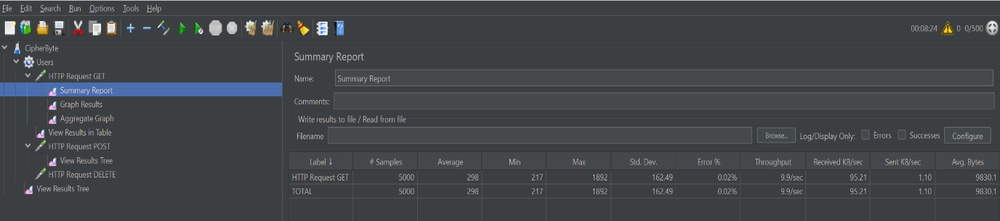 File Edit Search Run Options Tools Help
00:08:24 0 0/500
CipherByte
Users
HTTP Request GET
Summary Report
Graph Results
Aggregate Graph
View Results in Table
HTTP Request POST
View Results Tree
HTTP Request DELETE
View Results Tree
Summary Report
Name: Summary Report
Comments:
Write results to file / Read from file
Filename Browse... Log/Display Only: Errors Successes Configure
Label ↓ # Samples Average Min Max Std. Dev. Error % Throughput Received KB/sec Sent KB/sec Avg. Bytes
HTTP Request GET 5000 298 217 1892 162.49 0.02% 9.9/sec 95.21 1.10 9830.1
TOTAL 5000 298 217 1892 162.49 0.02% 9.9/sec 95.21 1.10 9830.1